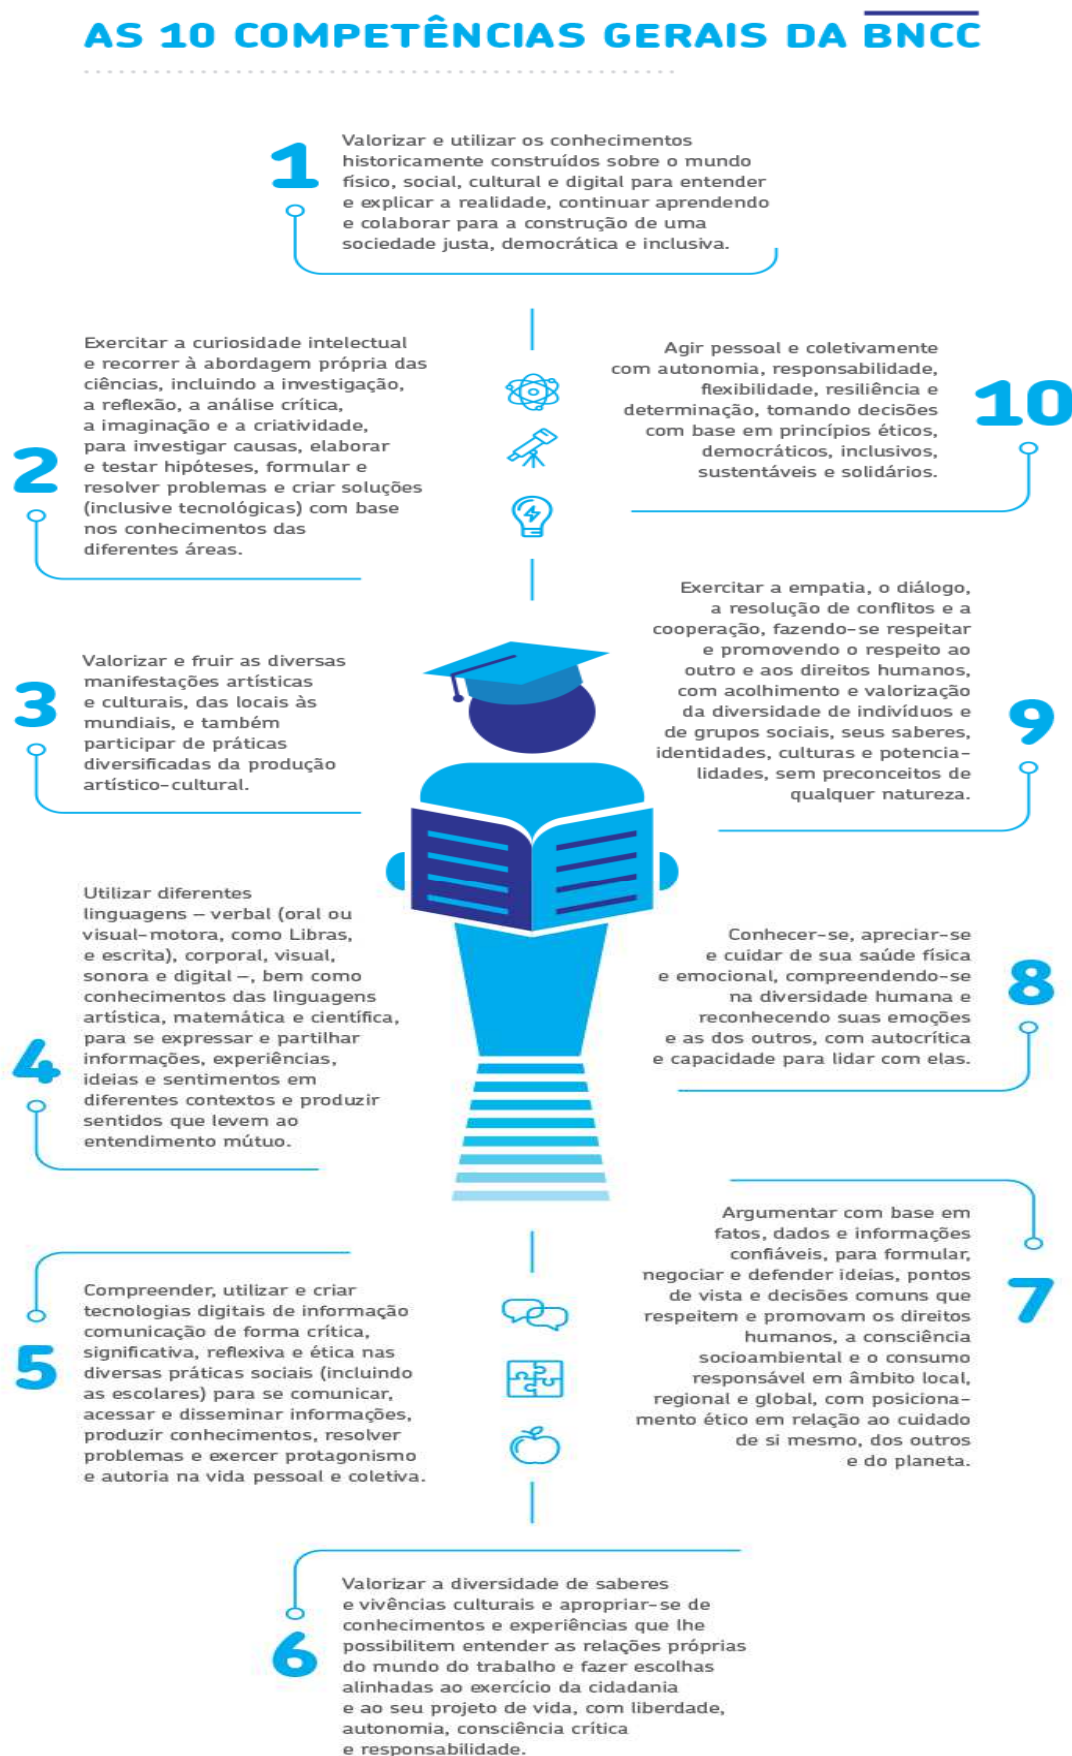 AS 10 COMPETÊNCIAS GERAIS DA BNCC
1
Valorizar e utilizar os conhecimentos
historicamente construídos sobre o mundo
físico, social, cultural e digital para entender
e explicar a realidade, continuar aprendendo
e colaborar para a construção de uma
sociedade justa, democrática e inclusiva.
2
Exercitar a curiosidade intelectual
e recorrer à abordagem própria das
ciências, incluindo a investigação,
a reflexão, a análise crítica,
a imaginação e a criatividade,
para investigar causas, elaborar
e testar hipóteses, formular e
resolver problemas e criar soluções
(inclusive tecnológicas) com base
nos conhecimentos das
diferentes áreas.
3
Valorizar e fruir as diversas
manifestações artísticas
e culturais, das locais às
mundiais, e também
participar de práticas
diversificadas da produção
artístico-cultural.
4
Utilizar diferentes
linguagens – verbal (oral ou
visual-motora, como Libras,
e escrita), corporal, visual,
sonora e digital –, bem como
conhecimentos das linguagens
artística, matemática e científica,
para se expressar e partilhar
informações, experiências,
ideias e sentimentos em
diferentes contextos e produzir
sentidos que levem ao
entendimento mútuo.
5
Compreender, utilizar e criar
tecnologias digitais de informação
comunicação de forma crítica,
significativa, reflexiva e ética nas
diversas práticas sociais (incluindo
as escolares) para se comunicar,
acessar e disseminar informações,
produzir conhecimentos, resolver
problemas e exercer protagonismo
e autoria na vida pessoal e coletiva.
6
Valorizar a diversidade de saberes
e vivências culturais e apropriar-se de
conhecimentos e experiências que lhe
possibilitem entender as relações próprias
do mundo do trabalho e fazer escolhas
alinhadas ao exercício da cidadania
e ao seu projeto de vida, com liberdade,
autonomia, consciência crítica
e responsabilidade.
7
Argumentar com base em
fatos, dados e informações
confiáveis, para formular,
negociar e defender ideias, pontos
de vista e decisões comuns que
respeitem e promovam os direitos
humanos, a consciência
socioambiental e o consumo
responsável em âmbito local,
regional e global, com posiciona-
mento ético em relação ao cuidado
de si mesmo, dos outros
e do planeta.
8
Conhecer-se, apreciar-se
e cuidar de sua saúde física
e emocional, compreendendo-se
na diversidade humana e
reconhecendo suas emoções
e as dos outros, com autocrítica
e capacidade para lidar com elas.
9
Exercitar a empatia, o diálogo,
a resolução de conflitos e a
cooperação, fazendo-se respeitar
e promovendo o respeito ao
outro e aos direitos humanos,
com acolhimento e valorização
da diversidade de indivíduos e
de grupos sociais, seus saberes,
identidades, culturas e potencia-
lidades, sem preconceitos de
qualquer natureza.
10
Agir pessoal e coletivamente
com autonomia, responsabilidade,
flexibilidade, resiliência e
determinação, tomando decisões
com base em princípios éticos,
democráticos, inclusivos,
sustentáveis e solidários.